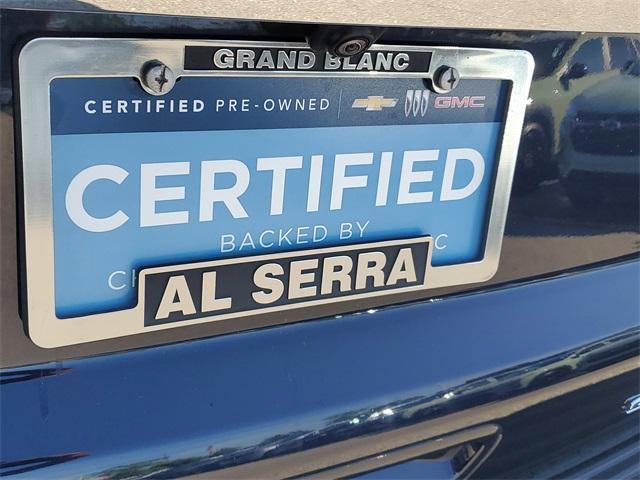 GRAND BLANC
CERTIFIED PRE-OWNED GMC
CERTIFIED
BACKED BY
AL SERRA